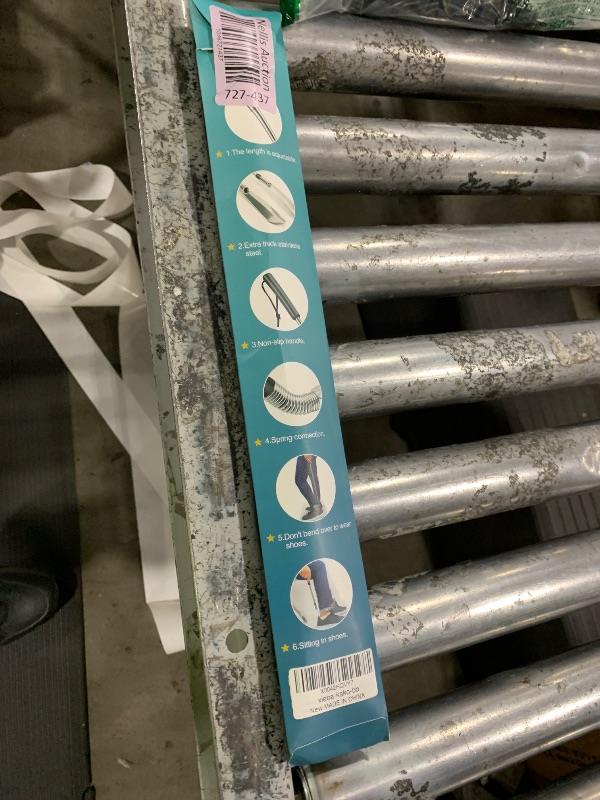 Nellis Auction
727-437
1.The length is adjustable
2.Extra thick stainless
steel.
3.Non-slip handle.
4.Spring connection.
5.Don't bend over to wear
shoes.
6.Sitting in shoes.
New MADE IN CHINA